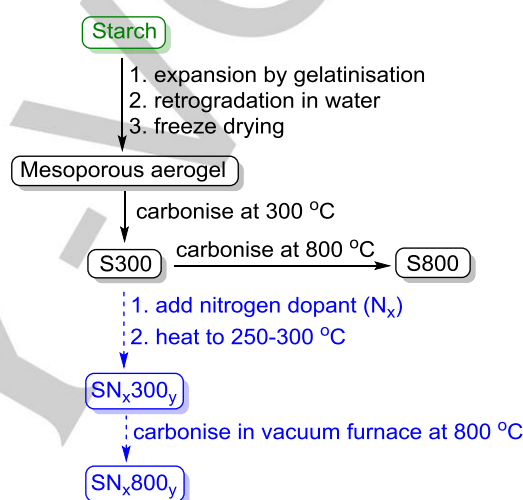 Starch
1. expansion by gelatinisation
2. retrogradation in water
3. freeze drying
Mesoporous aerogel
carbonise at 300 °C
S300
carbonise at 800 °C
S800
1. add nitrogen dopant (Nₓ)
2. heat to 250-300 °C
SNₓ300ᵧ
carbonise in vacuum furnace at 800 °C
SNₓ800ᵧ